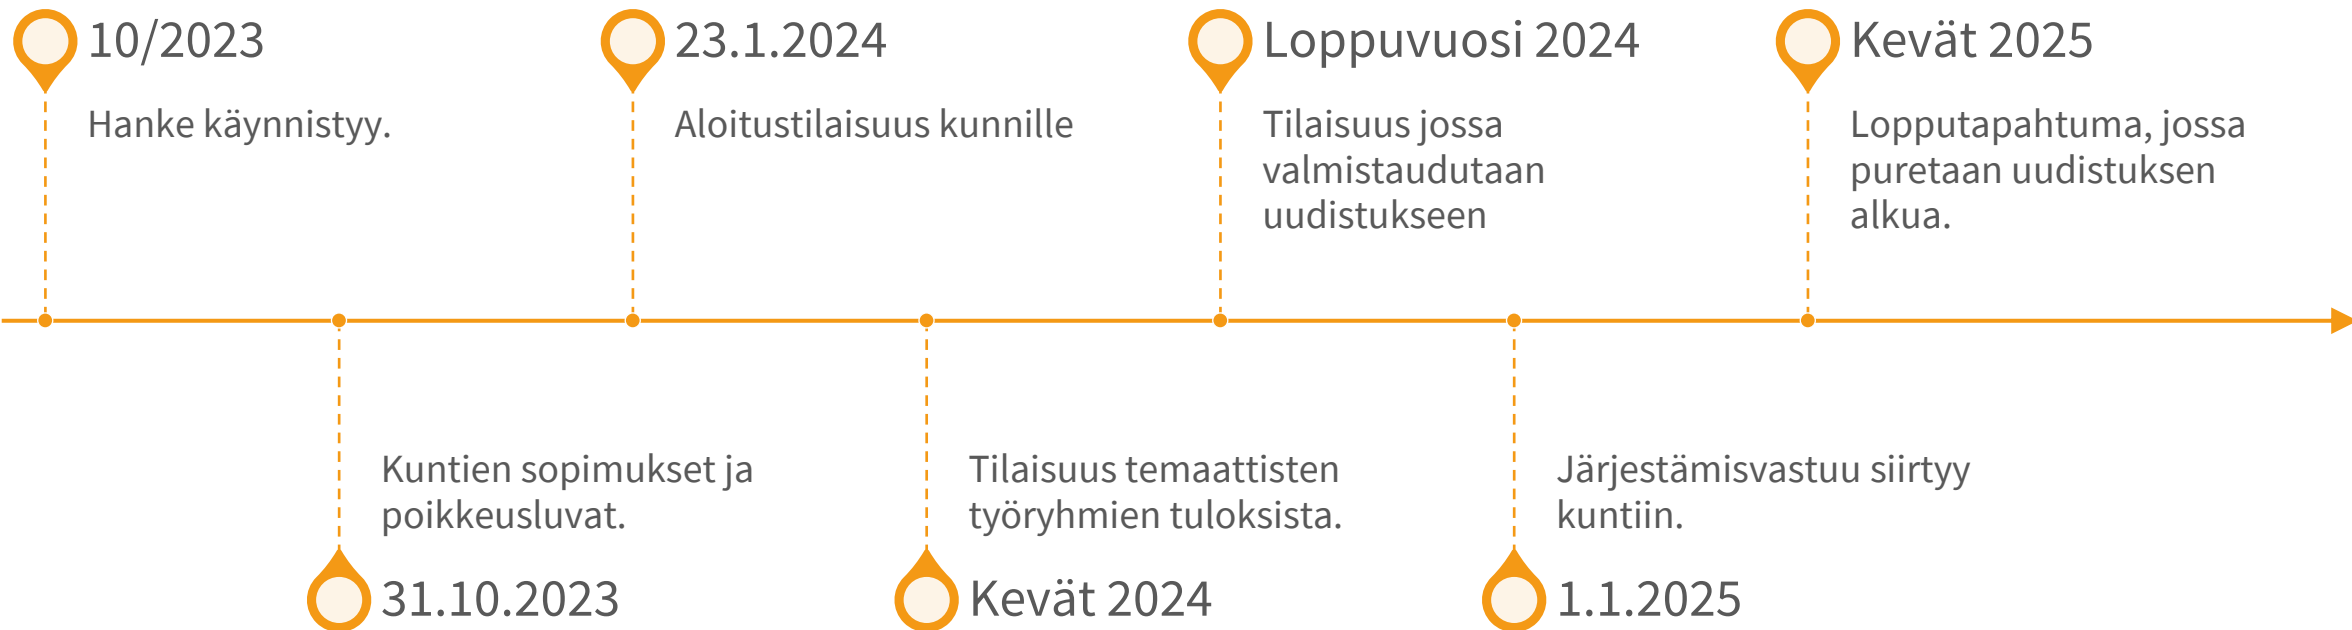 10/2023
Hanke käynnistyy.
Kuntien sopimukset ja
poikkeusluvat.
31.10.2023
23.1.2024
Aloitustilaisuus kunnille
Tilaisuus temaattisten
työryhmien tuloksista.
Kevät 2024
Loppuvuosi 2024
Tilaisuus jossa
valmistaudutaan
uudistukseen
Järjestämisvastuu siirtyy
kuntiin.
1.1.2025
Kevät 2025
Lopputapahtuma, jossa
puretaan uudistuksen
alkua.